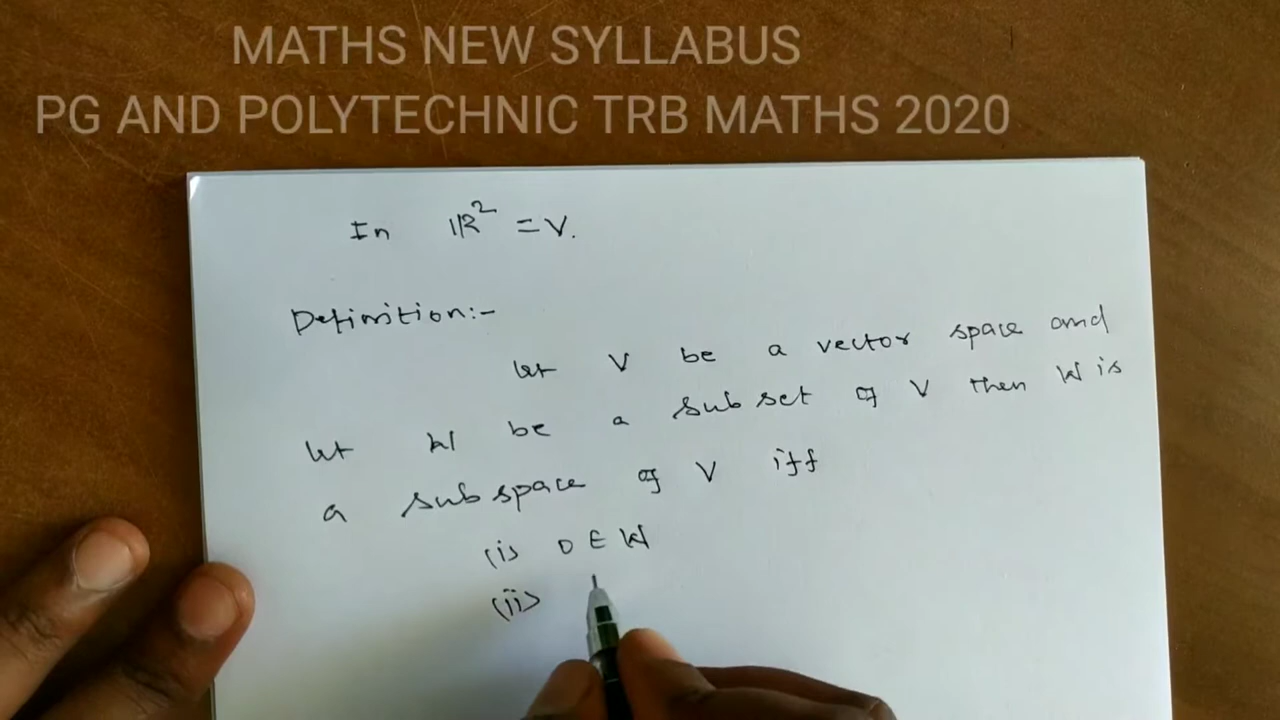 MATHS NEW SYLLABUS
PG AND POLYTECHNIC TRB MATHS 2020
In ℝ² = V.
Definition:-
let V be a vector space and
let W be a subset of V then W is
a subspace of V iff
(i) 0 ∈ W
(ii)